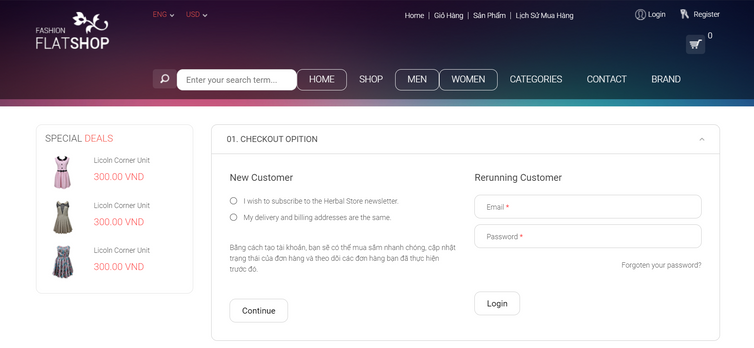 ENG
USD
Home | Giỏ Hàng | Sản Phẩm | Lịch Sử Mua Hàng
Login
Register
FASHION
FLATSHOP
0
Enter your search term...
HOME
SHOP
MEN
WOMEN
CATEGORIES
CONTACT
BRAND
SPECIAL DEALS
Licoln Corner Unit
300.00 VND
Licoln Corner Unit
300.00 VND
Licoln Corner Unit
300.00 VND
01. CHECKOUT OPITION
New Customer
I wish to subscribe to the Herbal Store newsletter.
My delivery and billing addresses are the same.
Bằng cách tạo tài khoản, bạn sẽ có thể mua sắm nhanh chóng, cập nhật
trạng thái của đơn hàng và theo dõi các đơn hàng bạn đã thực hiện
trước đó.
Continue
Rerunning Customer
Email *
Password *
Forgoten your password?
Login